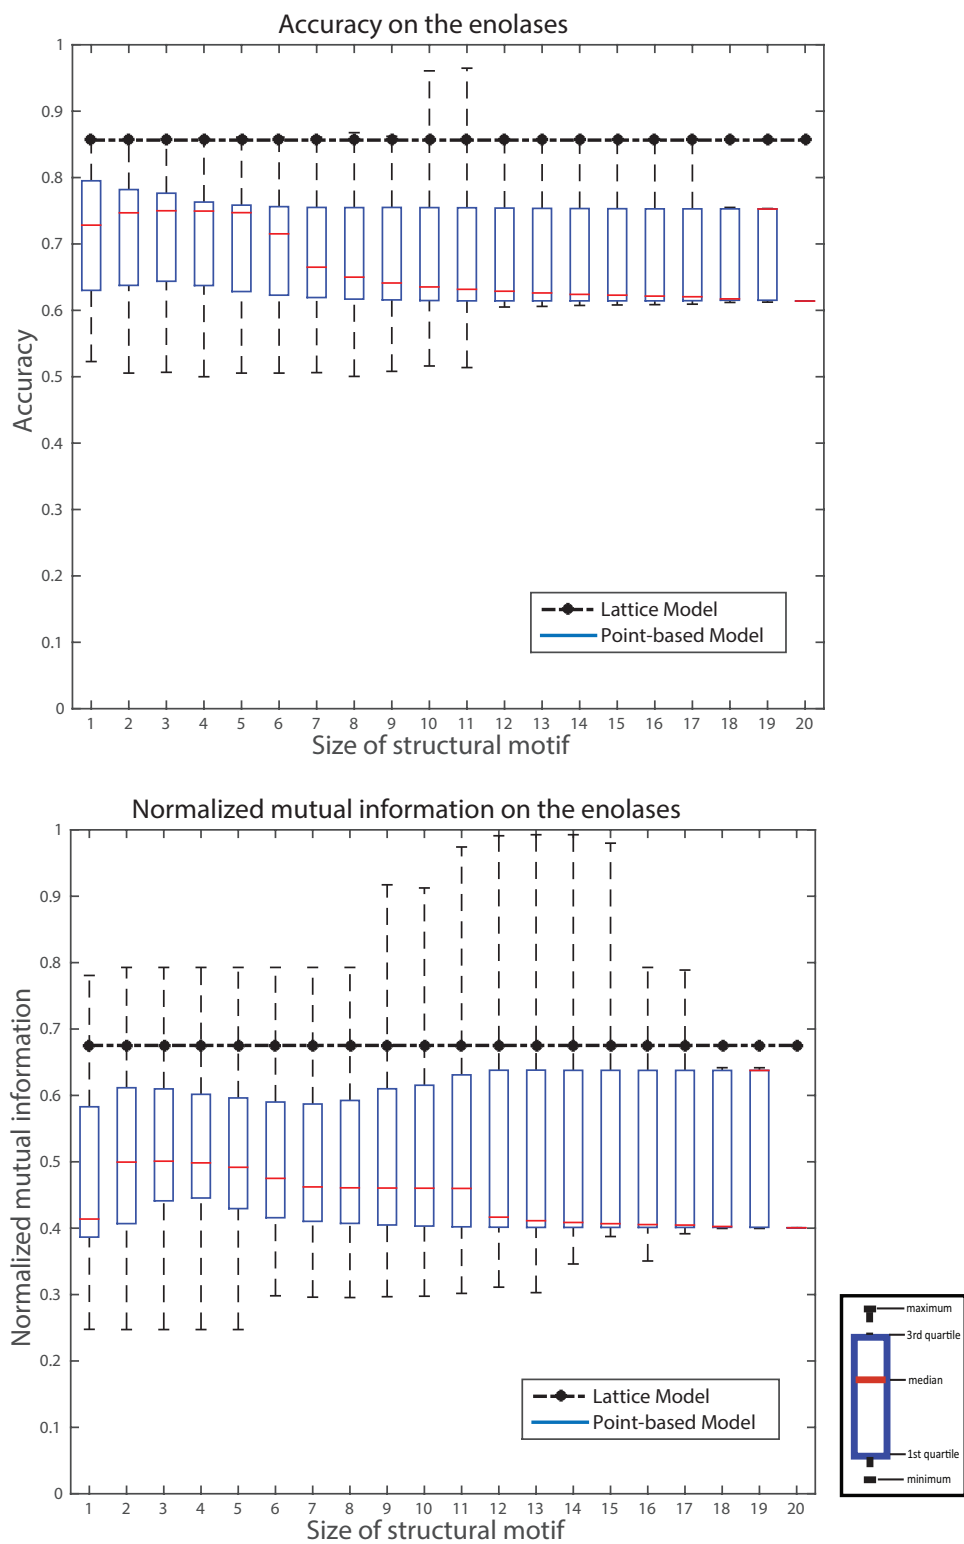 Accuracy on the enolases
1
0.9
0.8
0.7
0.6
0.5
0.4
0.3
0.2
0.1
0
Accuracy
Lattice Model
Point-based Model
1 2 3 4 5 6 7 8 9 10 11 12 13 14 15 16 17 18 19 20
Size of structural motif
Normalized mutual information on the enolases
1
0.9
0.8
0.7
0.6
0.5
0.4
0.3
0.2
0.1
0
Normalized mutual information
Lattice Model
Point-based Model
1 2 3 4 5 6 7 8 9 10 11 12 13 14 15 16 17 18 19 20
Size of structural motif
maximum
3rd quartile
median
1st quartile
minimum